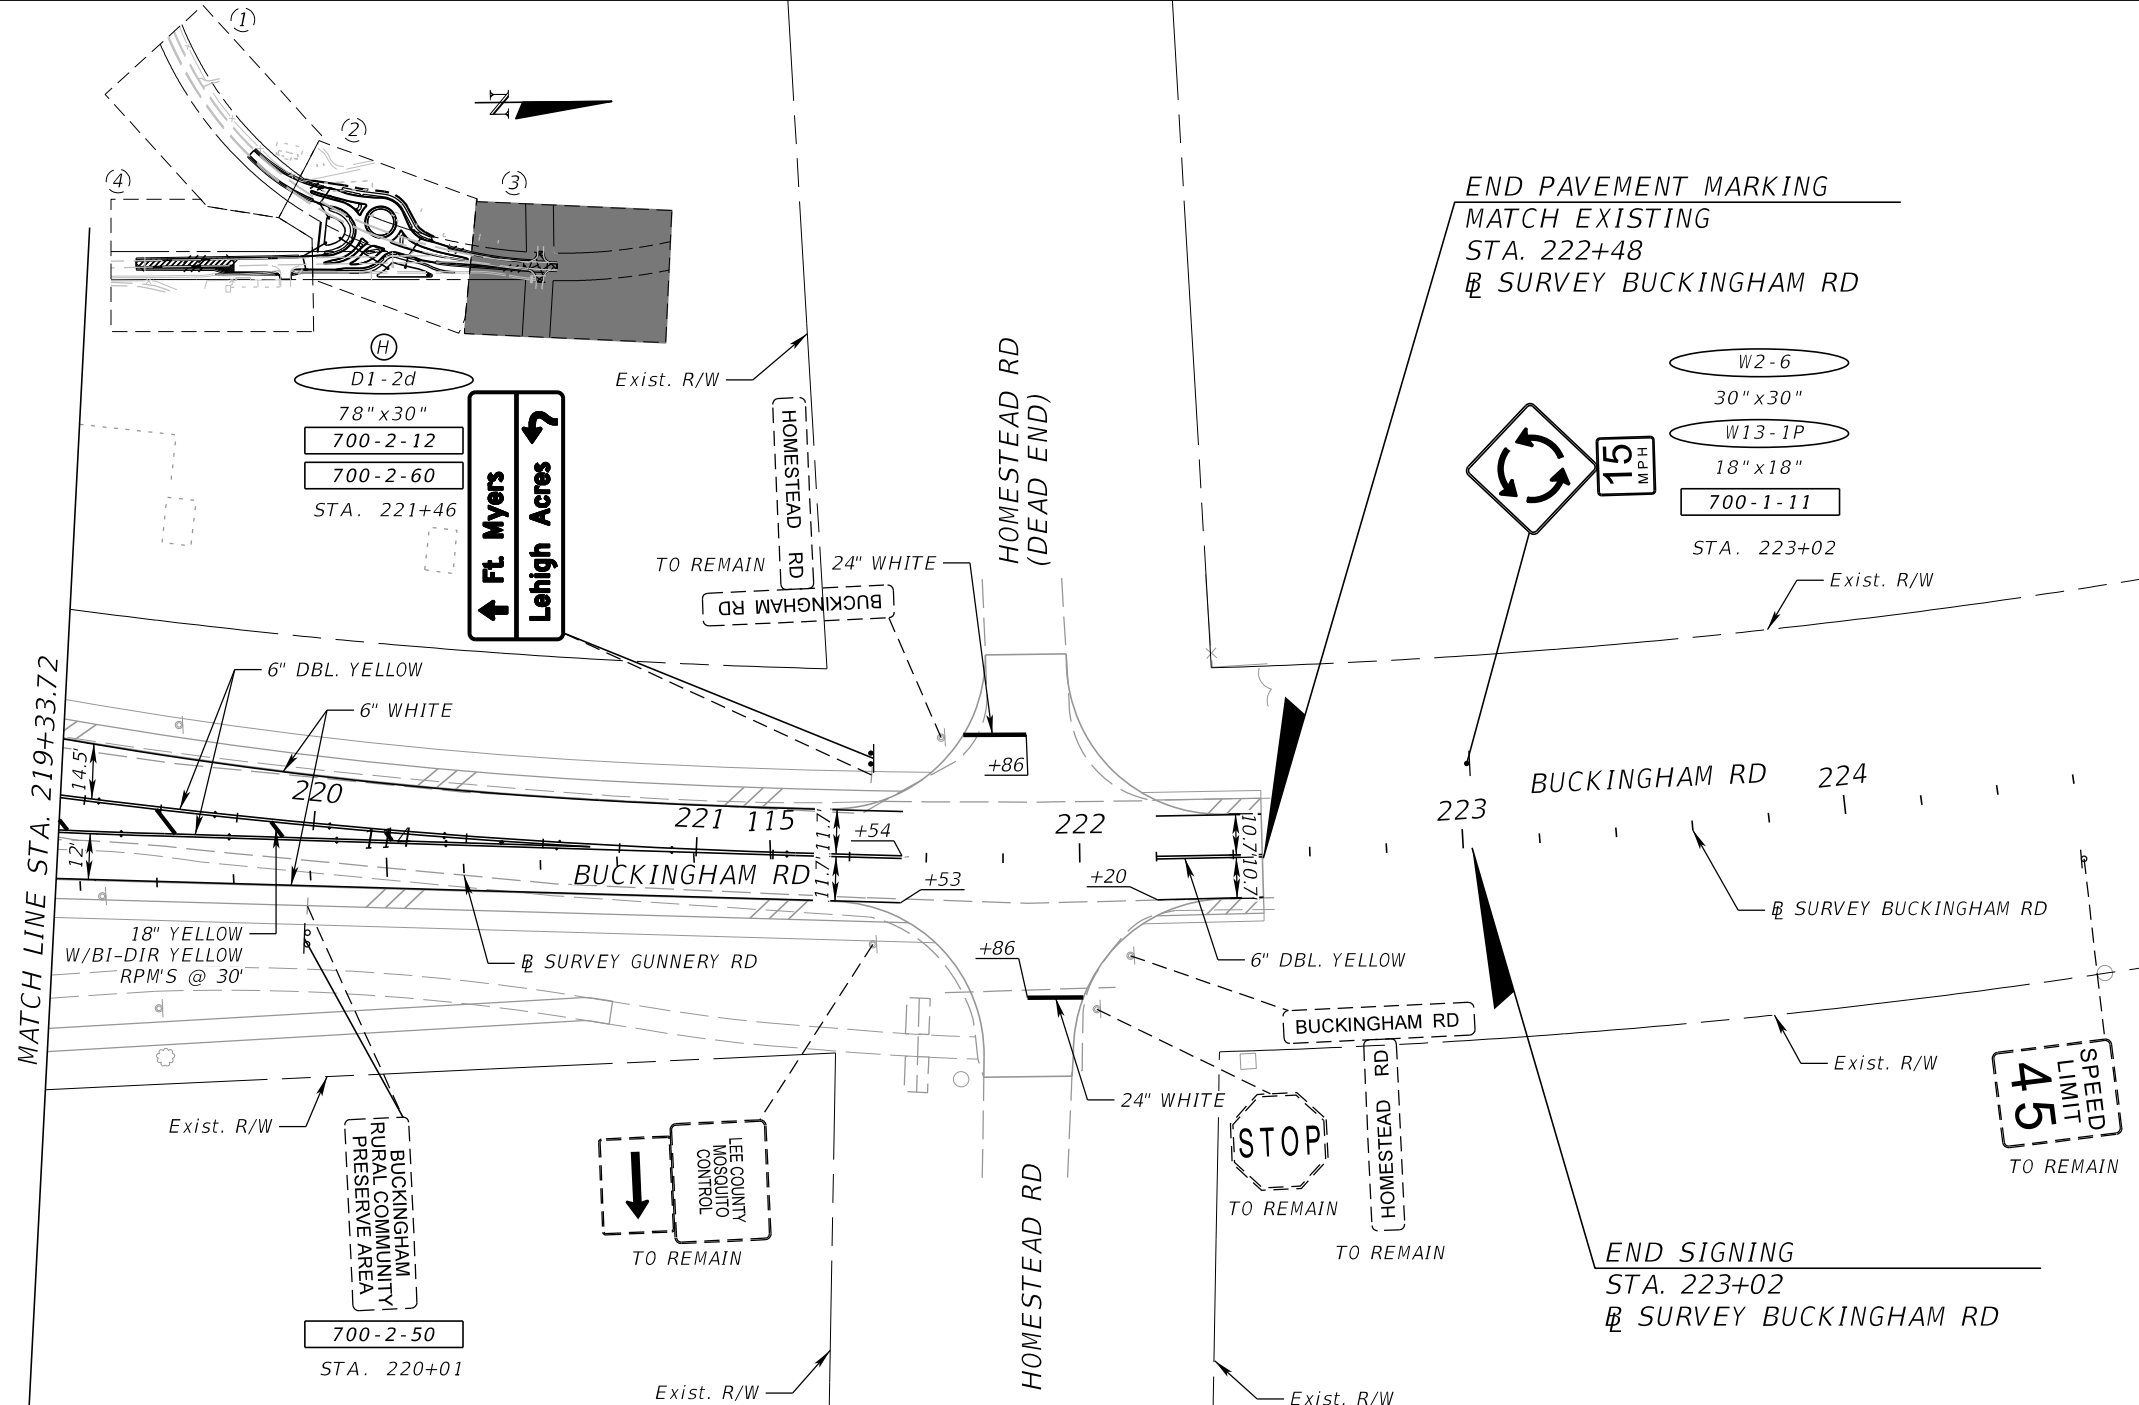 1
2
3
4
N
H
D1-2d
78"x30"
700-2-12
700-2-60
STA. 221+46
Ft. Myers
Lehigh Acres
Exist. R/W
HOMESTEAD RD
TO REMAIN
BUCKINGHAM RD
24" WHITE
HOMESTEAD RD
(DEAD END)
END PAVEMENT MARKING
MATCH EXISTING
STA. 222+48
BL SURVEY BUCKINGHAM RD
W2-6
30"x30"
W13-1P
18"x18"
700-1-11
STA. 223+02
15
MPH
Exist. R/W
MATCH LINE STA. 219+33.72
6" DBL. YELLOW
6" WHITE
14.5'
12'
220
114
221
115
222
223
224
11.7'
11.7'
10.7'
10.7'
+54
+53
+86
+20
+86
BUCKINGHAM RD
BUCKINGHAM RD
18" YELLOW
W/BI-DIR YELLOW
RPM'S @ 30'
BL SURVEY GUNNERY RD
BL SURVEY BUCKINGHAM RD
6" DBL. YELLOW
24" WHITE
Exist. R/W
BUCKINGHAM
RURAL COMMUNITY
PRESERVE AREA
700-2-50
STA. 220+01
LEE COUNTY
MOSQUITO
CONTROL
TO REMAIN
Exist. R/W
HOMESTEAD RD
STOP
TO REMAIN
BUCKINGHAM RD
HOMESTEAD RD
TO REMAIN
Exist. R/W
Exist. R/W
SPEED
LIMIT
45
TO REMAIN
END SIGNING
STA. 223+02
BL SURVEY BUCKINGHAM RD